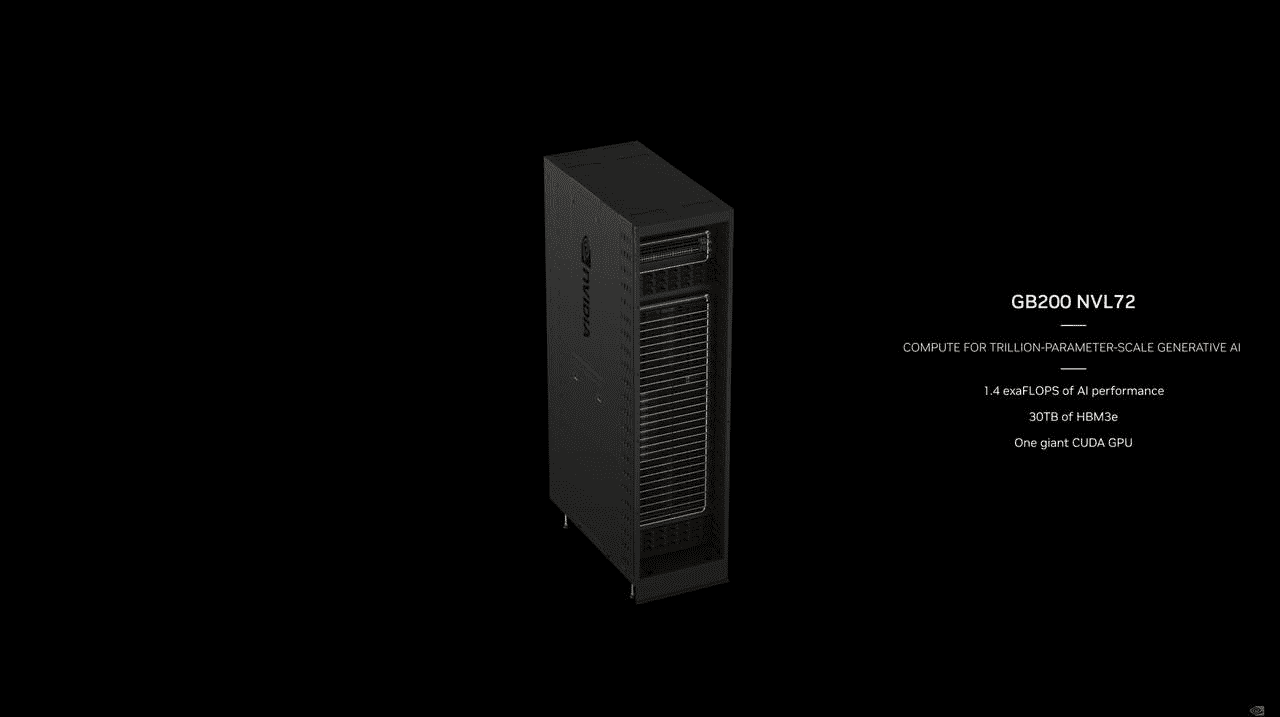 NVIDIA
GB200 NVL72
COMPUTE FOR TRILLION-PARAMETER-SCALE GENERATIVE AI
1.4 exaFLOPS of AI performance
30TB of HBM3e
One giant CUDA GPU